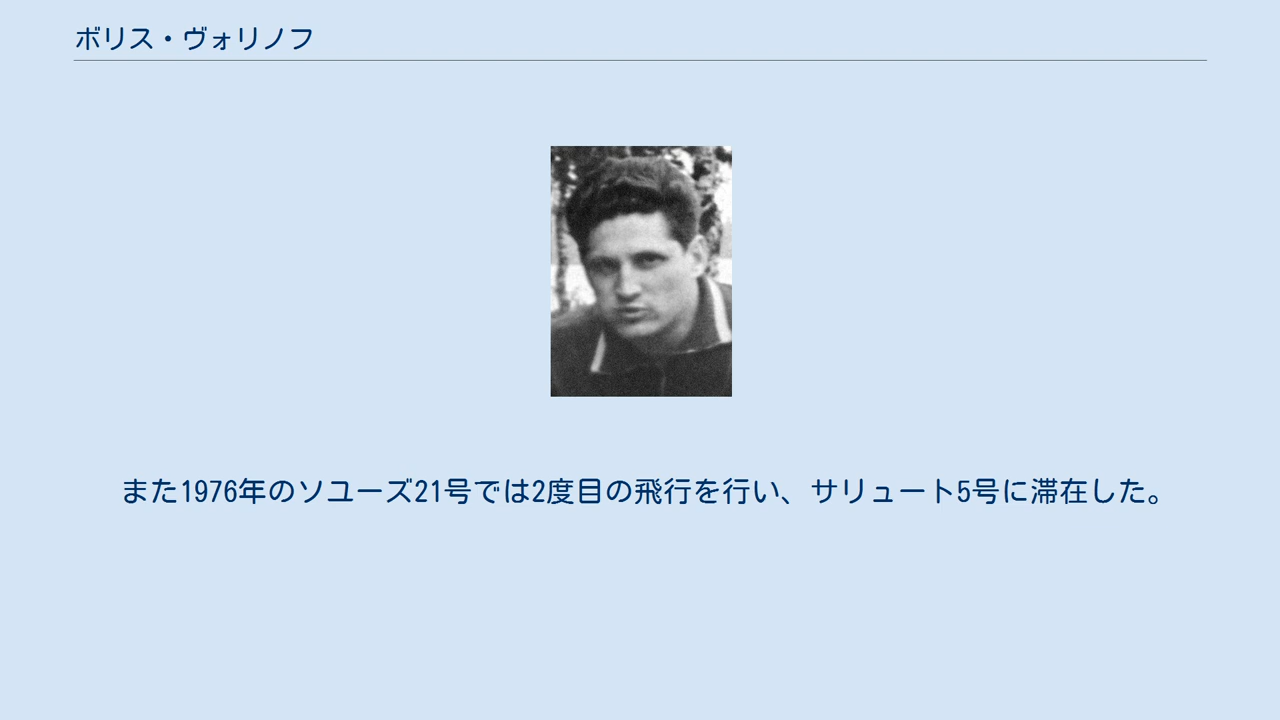 ボリス・ヴォリノフ
また1976年のソユーズ21号では2度目の飛行を行い、サリュート5号に滞在した。